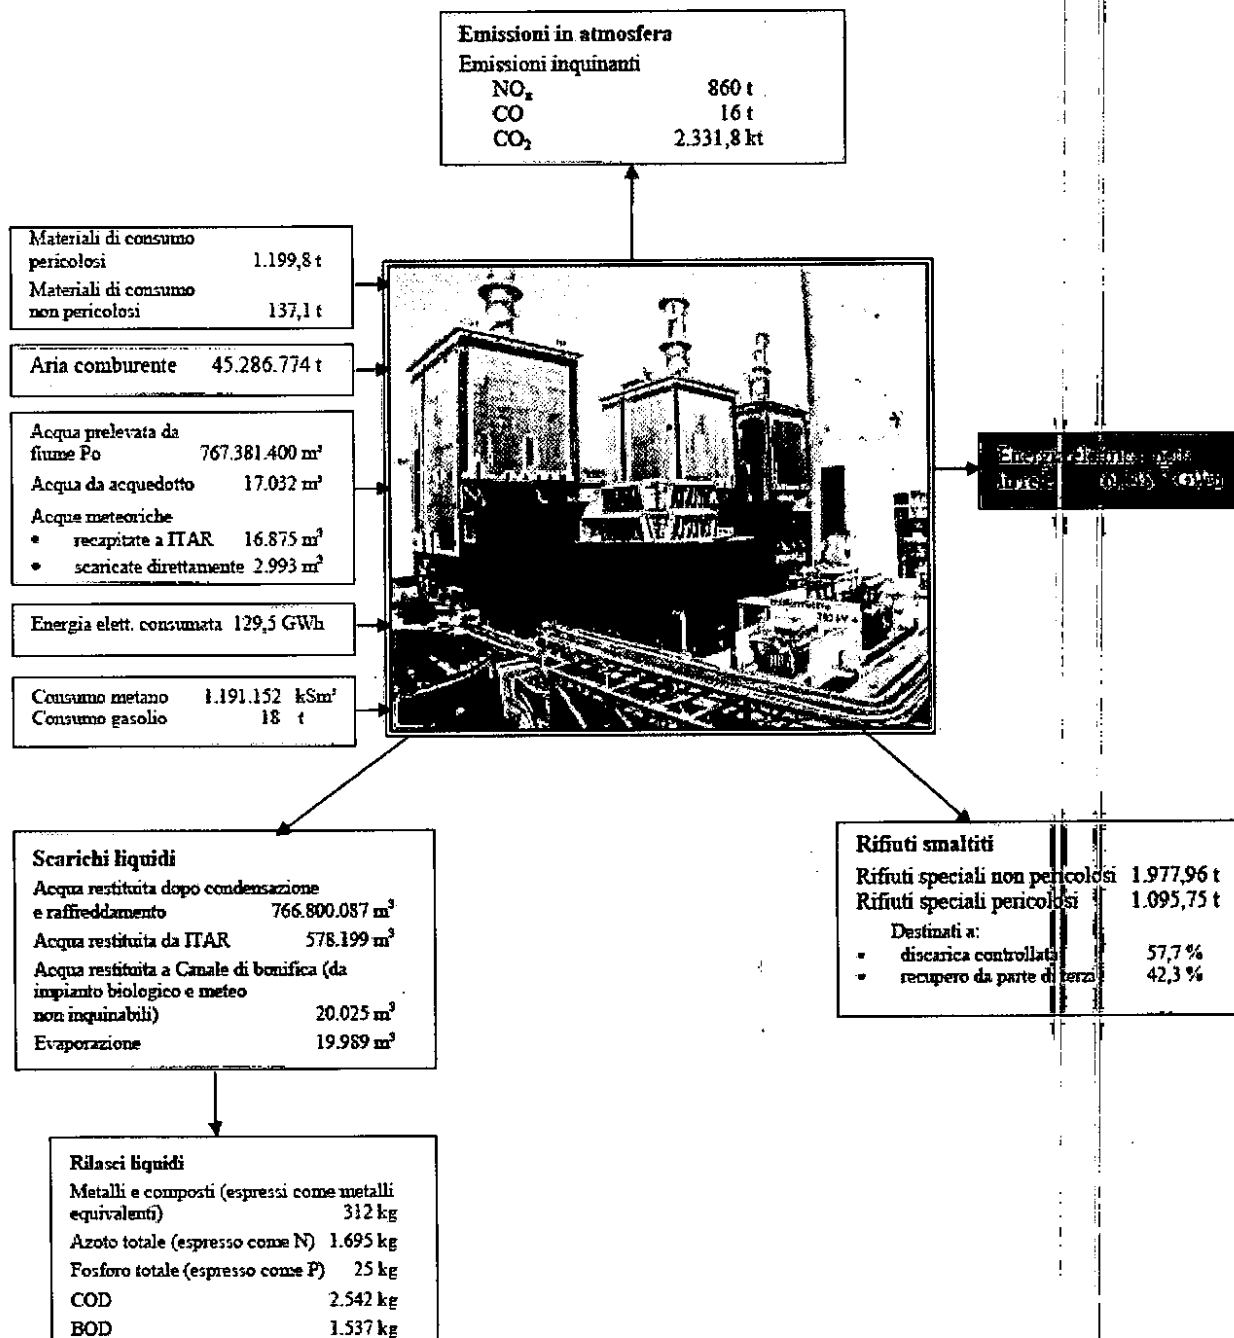 Emissioni in atmosfera
Emissioni inquinanti
NOx 860 t
CO 16 t
CO2 2.331,8 kt
Materiali di consumo
pericolosi 1.199,8 t
Materiali di consumo
non pericolosi 137,1 t
Aria comburente 45.286.774 t
Acqua prelevata da
fiume Po 767.381.400 m³
Acqua da acquedotto 17.032 m³
Acque meteoriche
• recapitate a ITAR 16.875 m³
• scaricate direttamente 2.993 m³
Energia elett. consumata 129,5 GWh
Consumo metano 1.191.152 kSm³
Consumo gasolio 18 t
Energia
Scarichi liquidi
Acqua restituita dopo condensazione
e raffreddamento 766.800.087 m³
Acqua restituita da ITAR 578.199 m³
Acqua restituita a Canale di bonifica (da
impianto biologico e meteo
non inquinabili) 20.025 m³
Evaporazione 19.989 m³
Rifiuti smaltiti
Rifiuti speciali non pericolosi 1.977,96 t
Rifiuti speciali pericolosi 1.095,75 t
Destinati a:
• discarica controllata 57,7 %
• recupero da parte di terzi 42,3 %
Rilasci liquidi
Metalli e composti (espressi come metalli
equivalenti) 312 kg
Azoto totale (espresso come N) 1.695 kg
Fosforo totale (espresso come P) 25 kg
COD 2.542 kg
BOD 1.537 kg